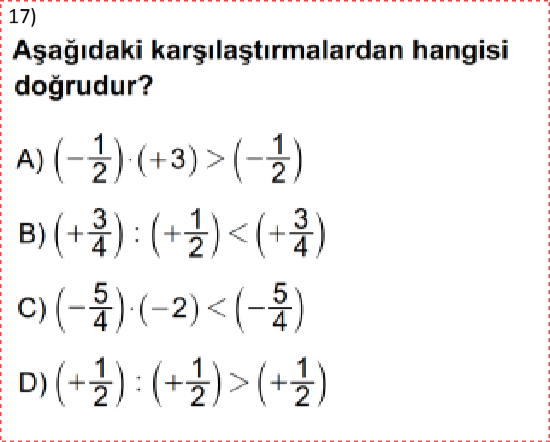 17)
Aşağıdaki karşılaştırmalardan hangisi
doğrudur?
A) (-1/2)·(+3) > (-1/2)
B) (+3/4) : (+1/2) < (+3/4)
C) (-5/4)·(-2) < (-5/4)
D) (+1/2) : (+1/2) > (+1/2)